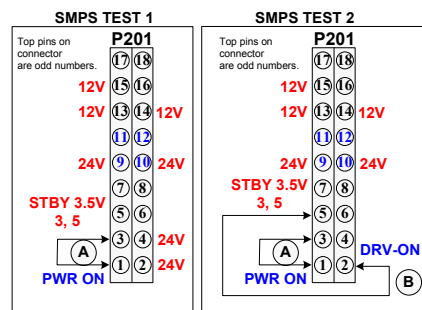 SMPS TEST 1
Top pins on
connector
are odd numbers.
P201
17 18
12V 15 16
12V 13 14 12V
11 12
24V 9 10 24V
7 8
STBY 3.5V
3, 5
5 6
A 3 4 24V
1 2 24V
PWR ON
SMPS TEST 2
Top pins on
connector
are odd numbers.
P201
17 18
12V 15 16
12V 13 14 12V
11 12
24V 9 10 24V
7 8
STBY 3.5V
3, 5
5 6
A 3 4
DRV-ON
1 2
PWR ON
B